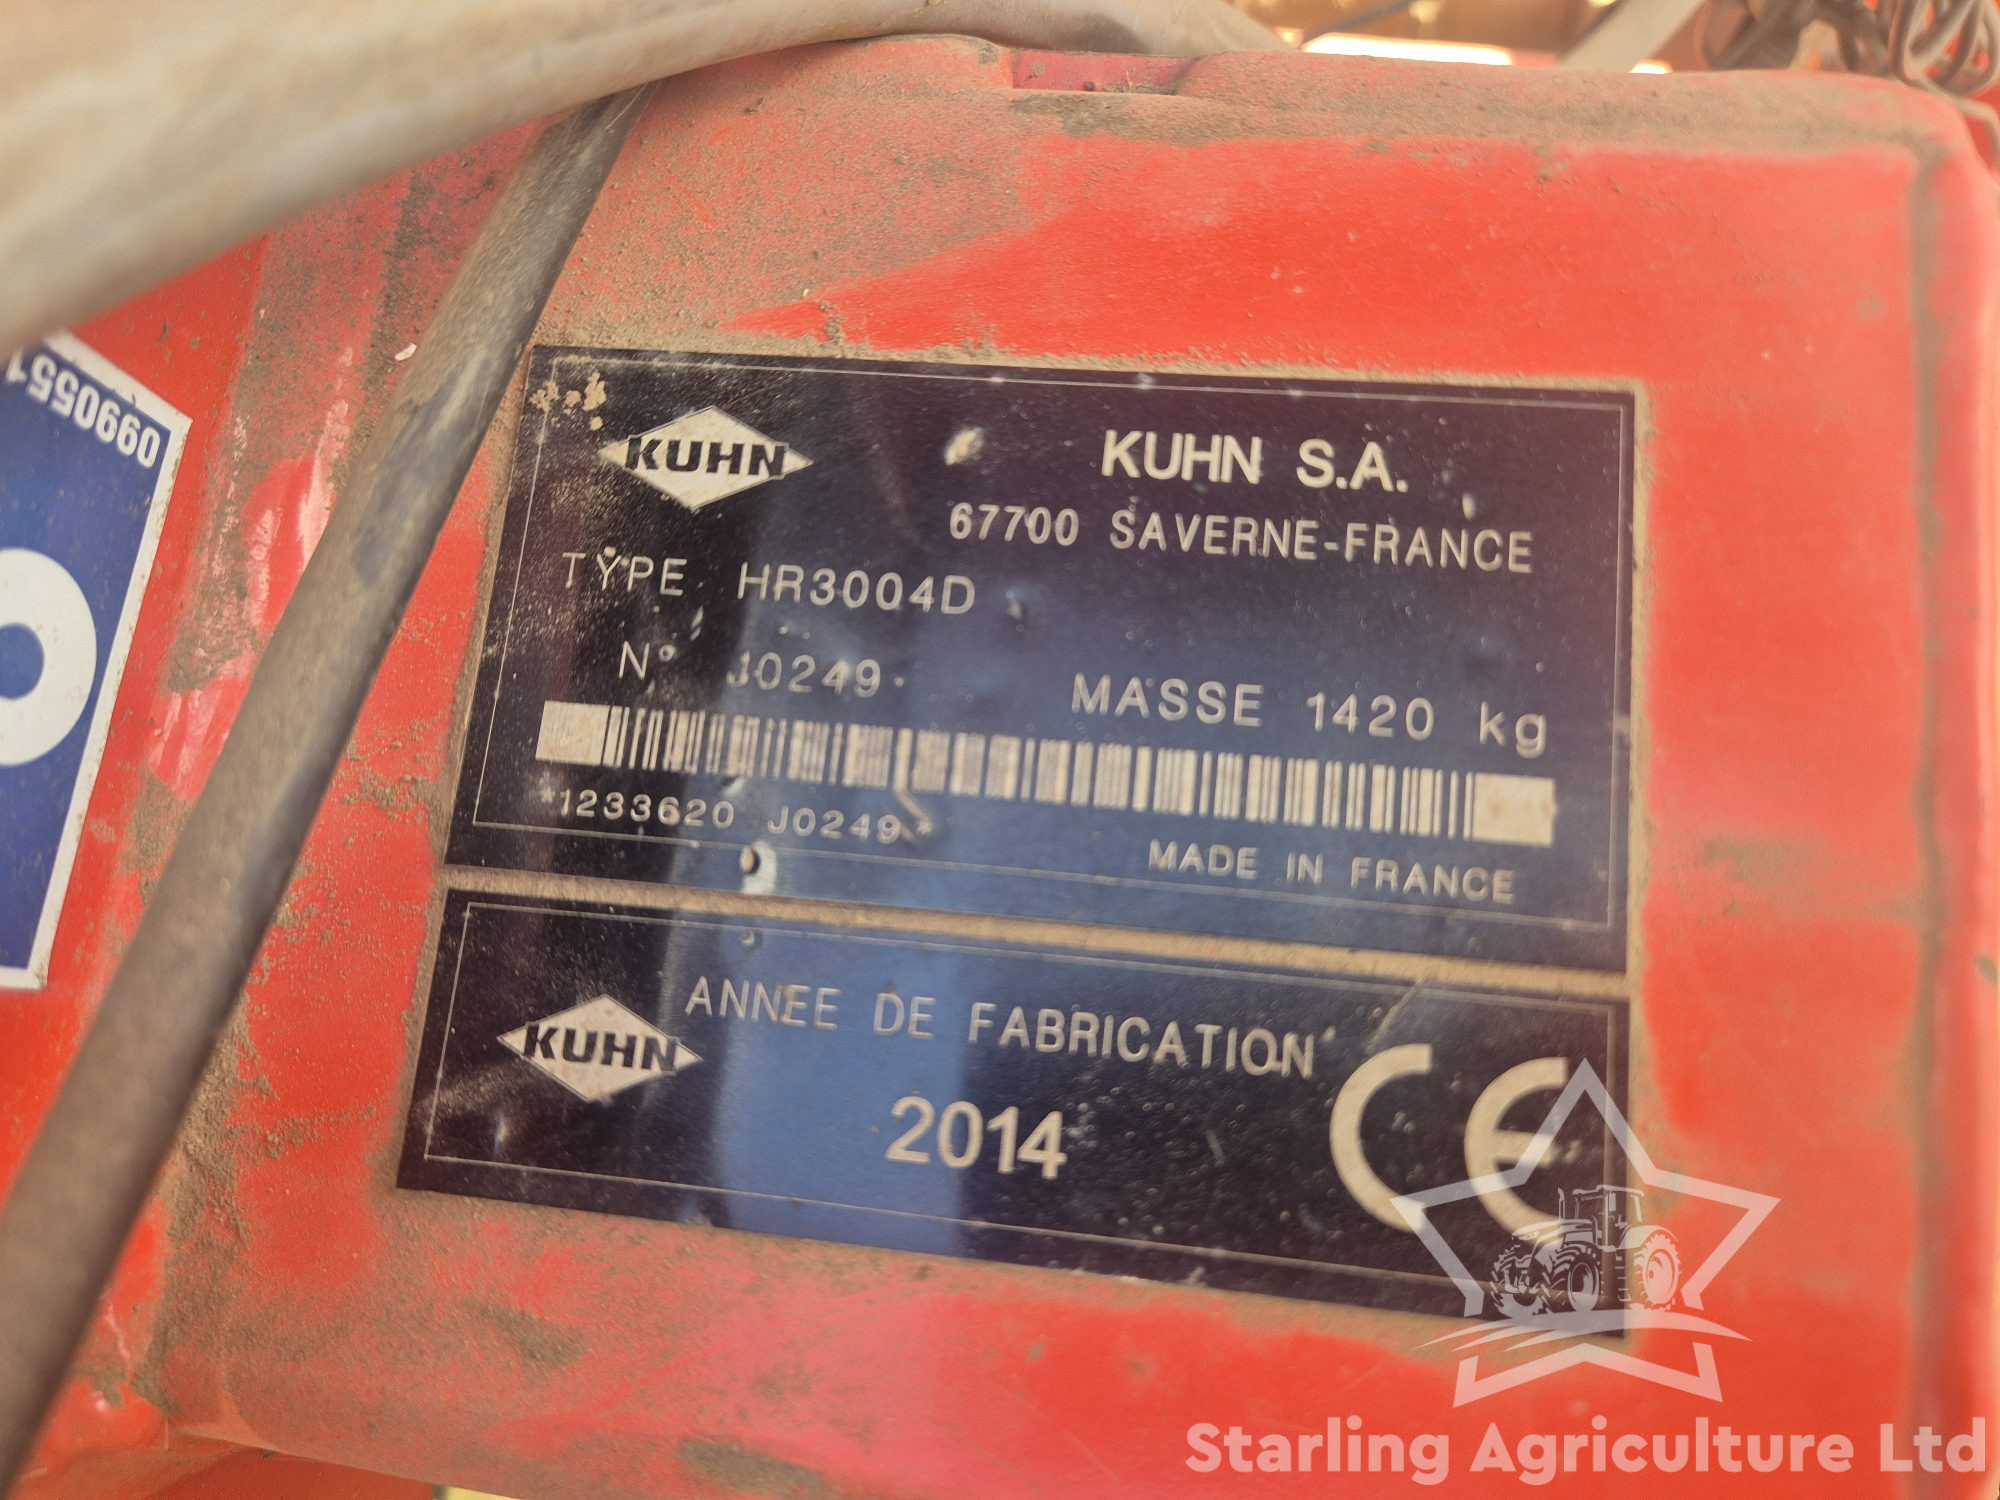 0990551
KUHN
KUHN S.A.
67700 SAVERNE-FRANCE
TYPE HR3004D
N° J0249
MASSE 1420 kg
*1233620 J0249*
MADE IN FRANCE
KUHN
ANNEE DE FABRICATION
2014
CE
Starling Agriculture Ltd